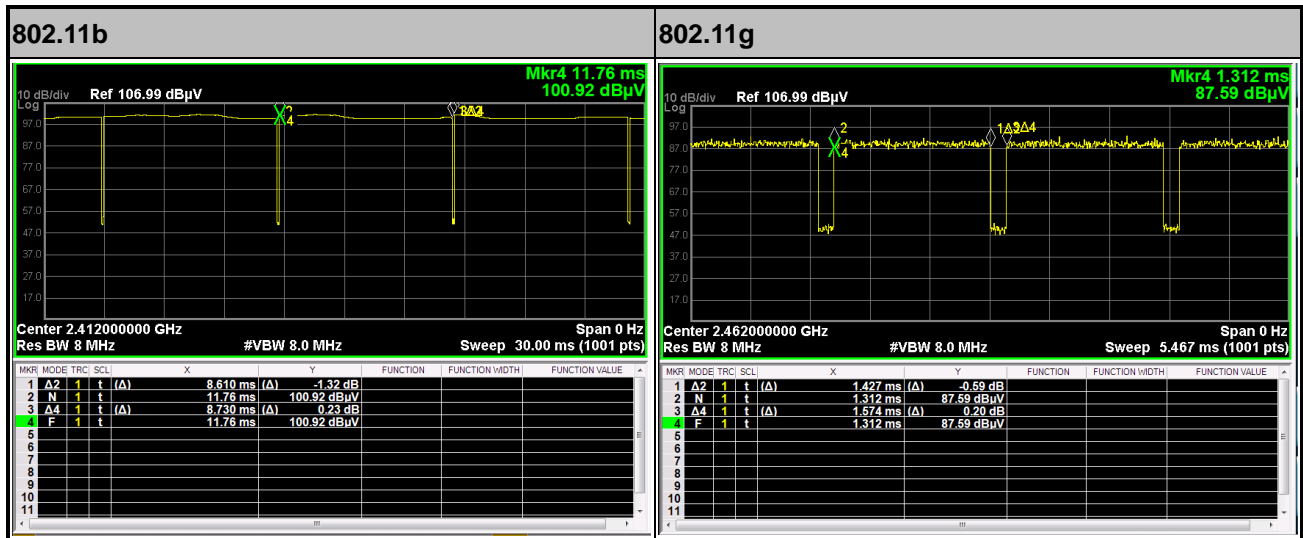 802.11b
Mkr4 11.76 ms
10 dB/div Ref 106.99 dBµV 100.92 dBµV
Log
97.0
87.0
77.0
67.0
57.0
47.0
37.0
27.0
17.0
2
4
Center 2.412000000 GHz Span 0 Hz
Res BW 8 MHz #VBW 8.0 MHz Sweep 30.00 ms (1001 pts)
MKR MODE TRC SCL X Y FUNCTION FUNCTION WIDTH FUNCTION VALUE
1 Δ2 1 t (Δ) 8.610 ms (Δ) -1.32 dB
2 N 1 t 11.76 ms 100.92 dBµV
3 Δ4 1 t (Δ) 8.730 ms (Δ) 0.23 dB
4 F 1 t 11.76 ms 100.92 dBµV
5
6
7
8
9
10
11
802.11g
Mkr4 1.312 ms
10 dB/div Ref 106.99 dBµV 87.59 dBµV
Log
97.0
87.0
77.0
67.0
57.0
47.0
37.0
27.0
17.0
2
4
Center 2.462000000 GHz Span 0 Hz
Res BW 8 MHz #VBW 8.0 MHz Sweep 5.467 ms (1001 pts)
MKR MODE TRC SCL X Y FUNCTION FUNCTION WIDTH FUNCTION VALUE
1 Δ2 1 t (Δ) 1.427 ms (Δ) -0.59 dB
2 N 1 t 1.312 ms 87.59 dBµV
3 Δ4 1 t (Δ) 1.574 ms (Δ) 0.20 dB
4 F 1 t 1.312 ms 87.59 dBµV
5
6
7
8
9
10
11